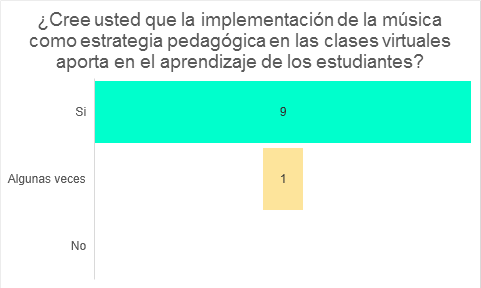 ¿Cree usted que la implementación de la música
como estrategia pedagógica en las clases virtuales
aporta en el aprendizaje de los estudiantes?
Sí 9
Algunas veces 1
No